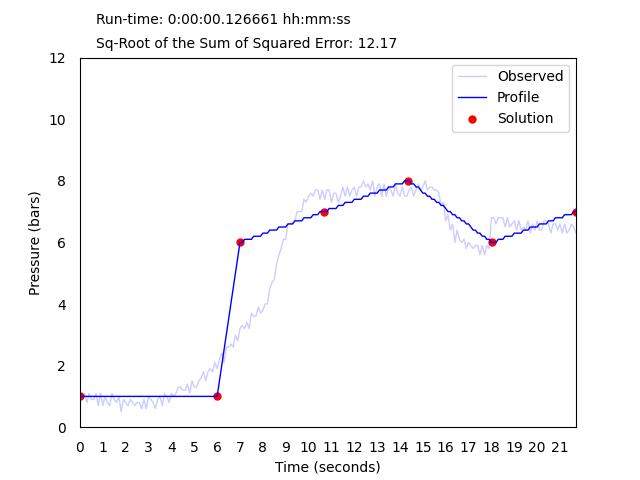 Run-time: 0:00:00.126661 hh:mm:ss
Sq-Root of the Sum of Squared Error: 12.17
Observed
Profile
Solution
Pressure (bars)
12
10
8
6
4
2
0
0 1 2 3 4 5 6 7 8 9 10 11 12 13 14 15 16 17 18 19 20 21
Time (seconds)